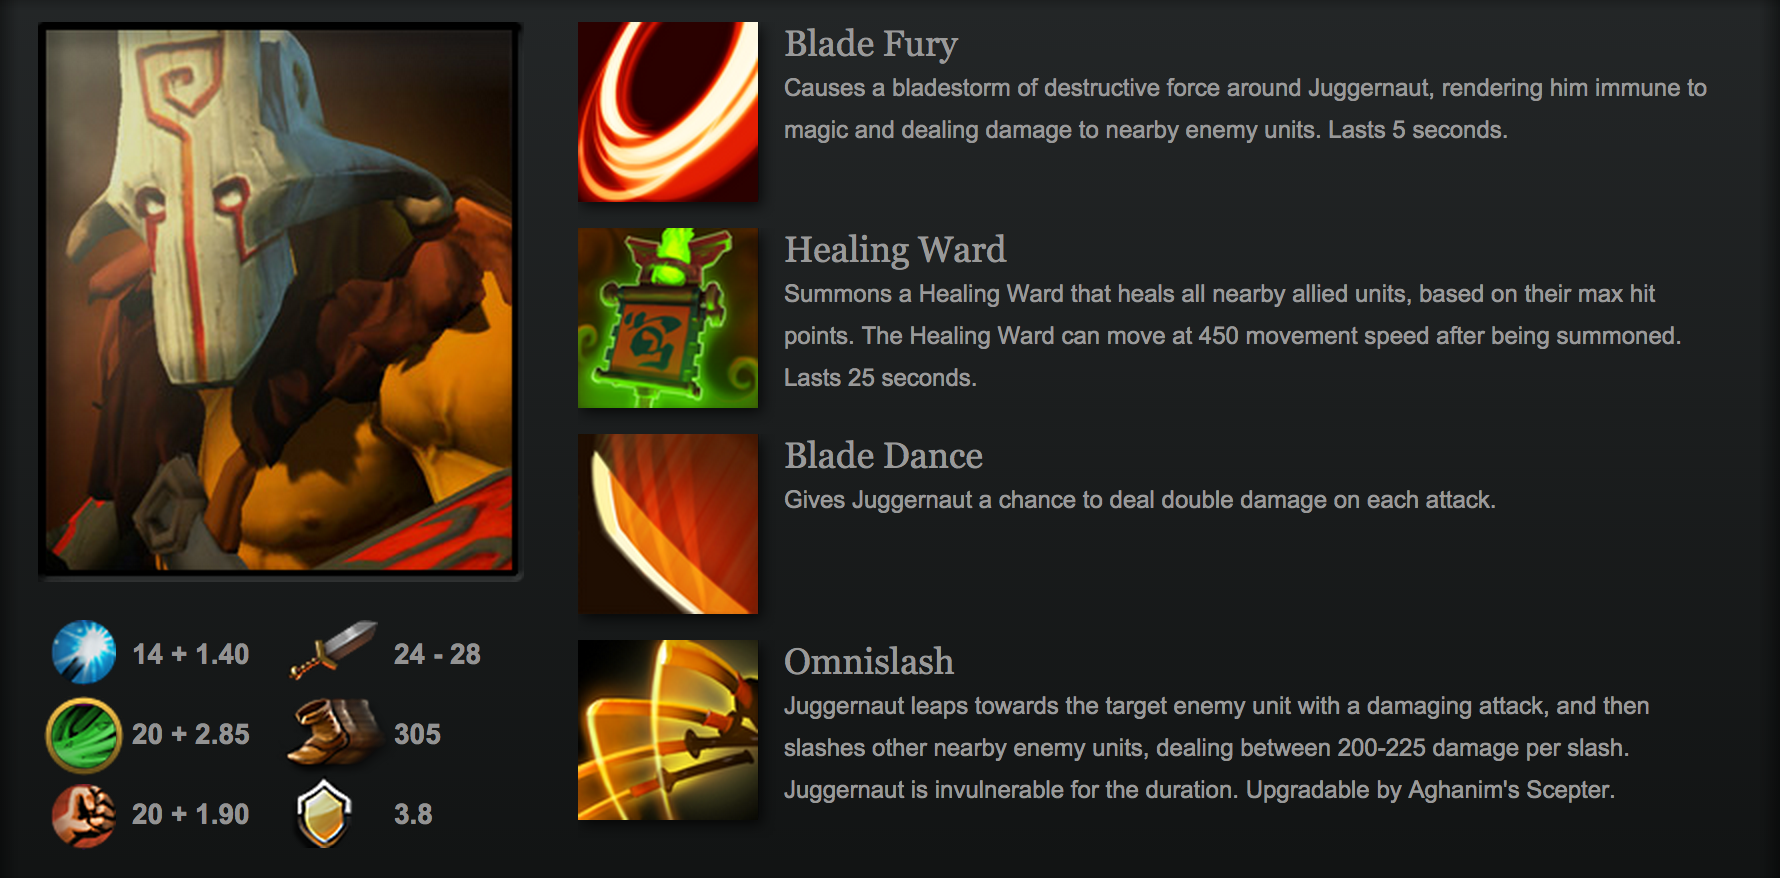 Blade Fury
Causes a bladestorm of destructive force around Juggernaut, rendering him immune to
magic and dealing damage to nearby enemy units. Lasts 5 seconds.
Healing Ward
Summons a Healing Ward that heals all nearby allied units, based on their max hit
points. The Healing Ward can move at 450 movement speed after being summoned.
Lasts 25 seconds.
Blade Dance
Gives Juggernaut a chance to deal double damage on each attack.
Omnislash
Juggernaut leaps towards the target enemy unit with a damaging attack, and then
slashes other nearby enemy units, dealing between 200-225 damage per slash.
Juggernaut is invulnerable for the duration. Upgradable by Aghanim's Scepter.
14 + 1.40
24 - 28
20 + 2.85
305
20 + 1.90
3.8